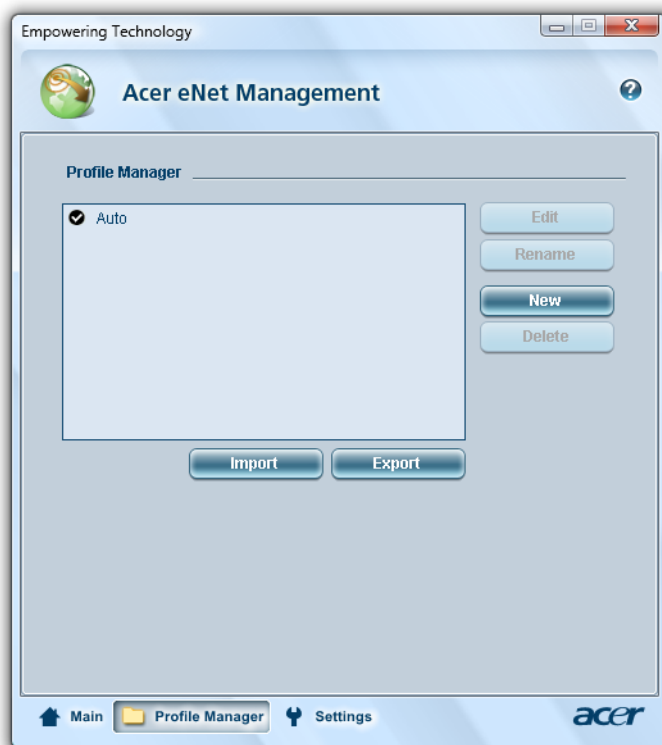 Empowering Technology
Acer eNet Management
?
Profile Manager
Auto
Edit
Rename
New
Delete
Import
Export
Main
Profile Manager
Settings
acer